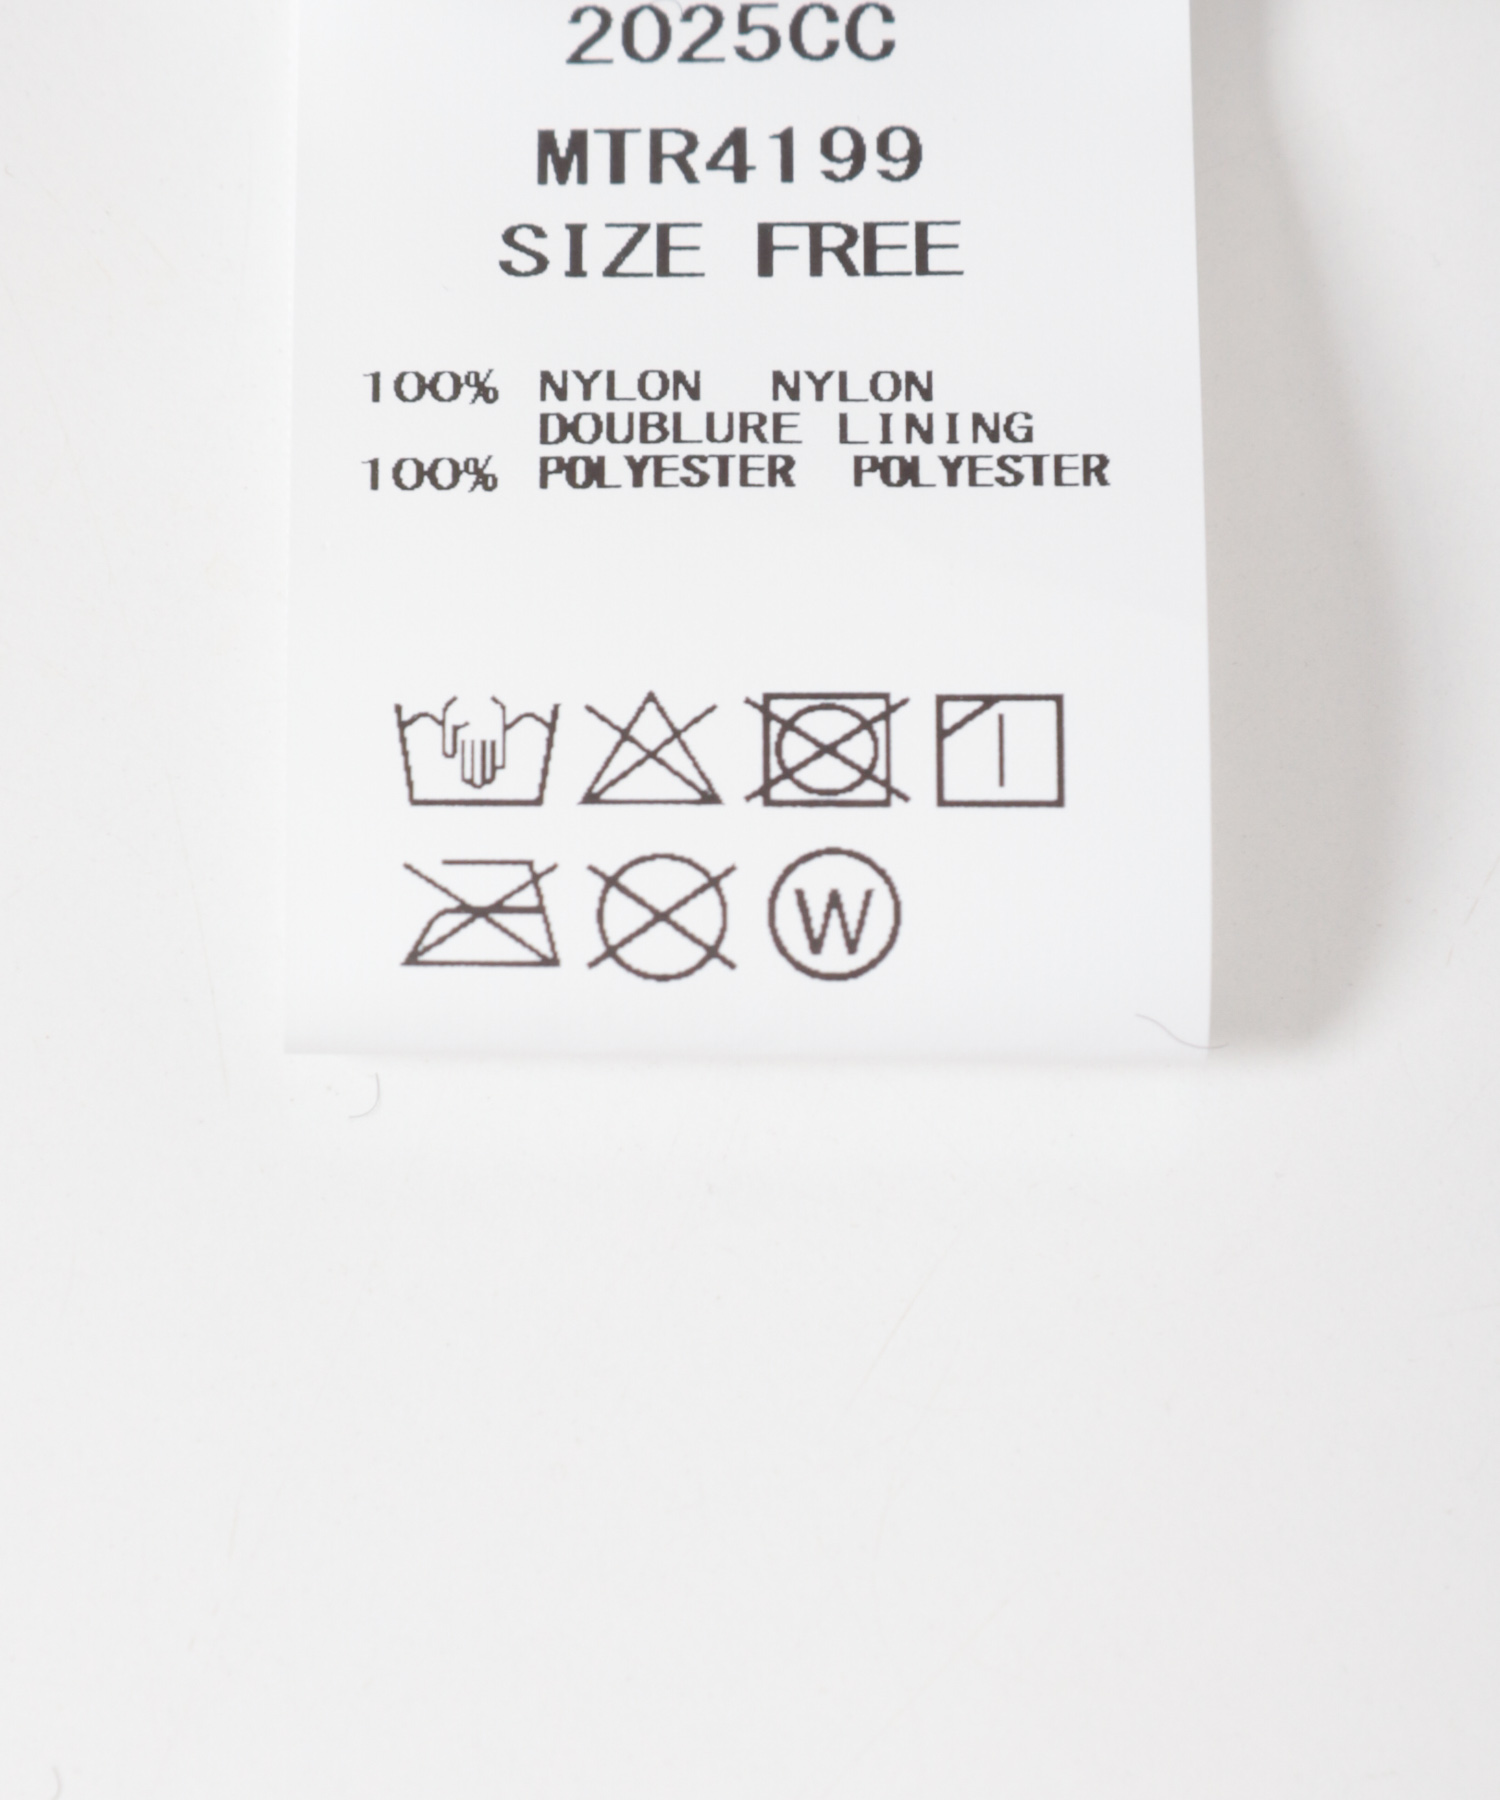 2025CC
MTR4199
SIZE FREE
100% NYLON NYLON
DOUBLURE LINING
100% POLYESTER POLYESTER
W